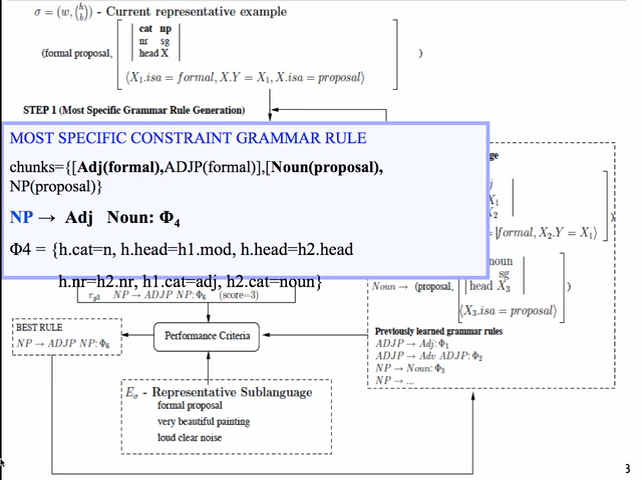 σ = (w, (h b)) - Current representative example
cat np
nr sg
(formal proposal, head X )
⟨X₁.isa = formal, X.Y = X₁, X.isa = proposal⟩
STEP 1 (Most Specific Grammar Rule Generation)
MOST SPECIFIC CONSTRAINT GRAMMAR RULE
chunks={[Adj(formal),ADJP(formal)],[Noun(proposal),
NP(proposal)}
NP → Adj Noun: Φ₄
Φ4 = {h.cat=n, h.head=h1.mod, h.head=h2.head
h.nr=h2.nr, h1.cat=adj, h2.cat=noun}
formal, X₂.Y = X₁⟩
noun
sg
Noun → (proposal, head X₃ )
⟨X₃.isa = proposal⟩
NP → ADJP NP: Φ₆ (score=3)
BEST RULE
NP → ADJP NP: Φ₆
Performance Criteria
Previously learned grammar rules
ADJP → Adj: Φ₁
ADJP → Adv ADJP: Φ₂
NP → Noun: Φ₃
NP → ...
Eσ - Representative Sublanguage
formal proposal
very beautiful painting
loud clear noise
3